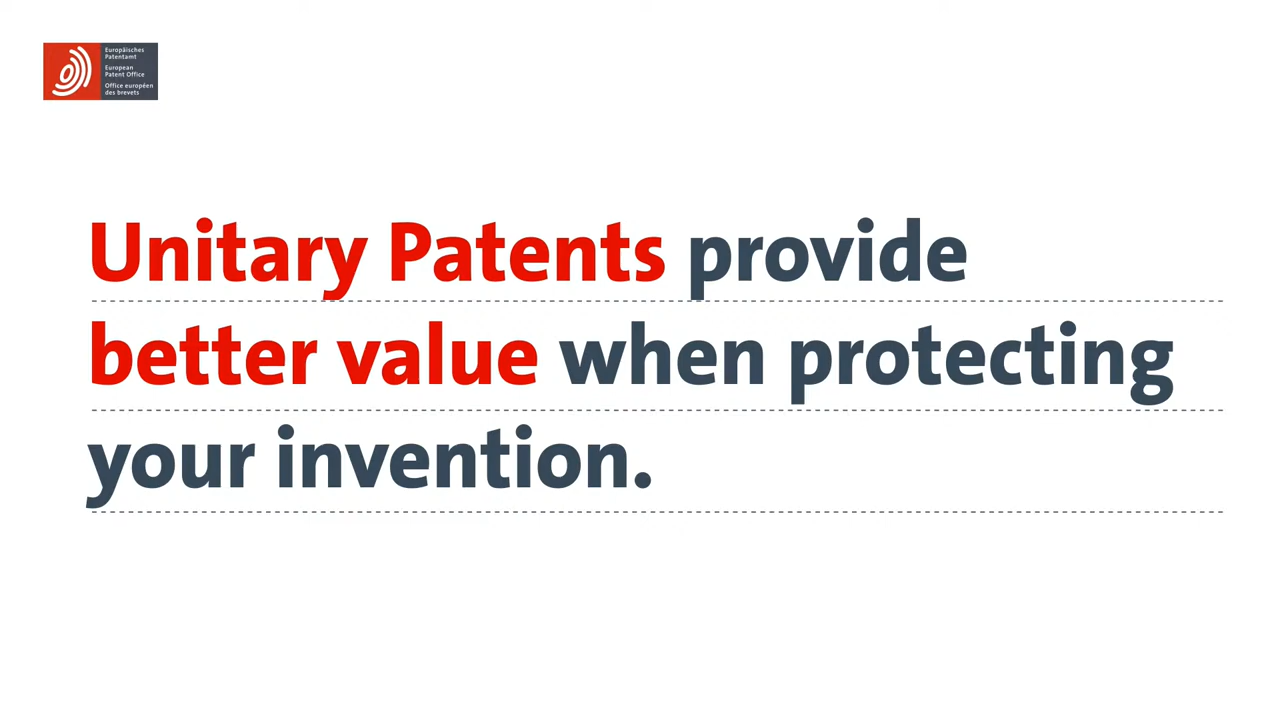 Europäisches
Patentamt
European
Patent Office
Office européen
des brevets
Unitary Patents provide
better value when protecting
your invention.